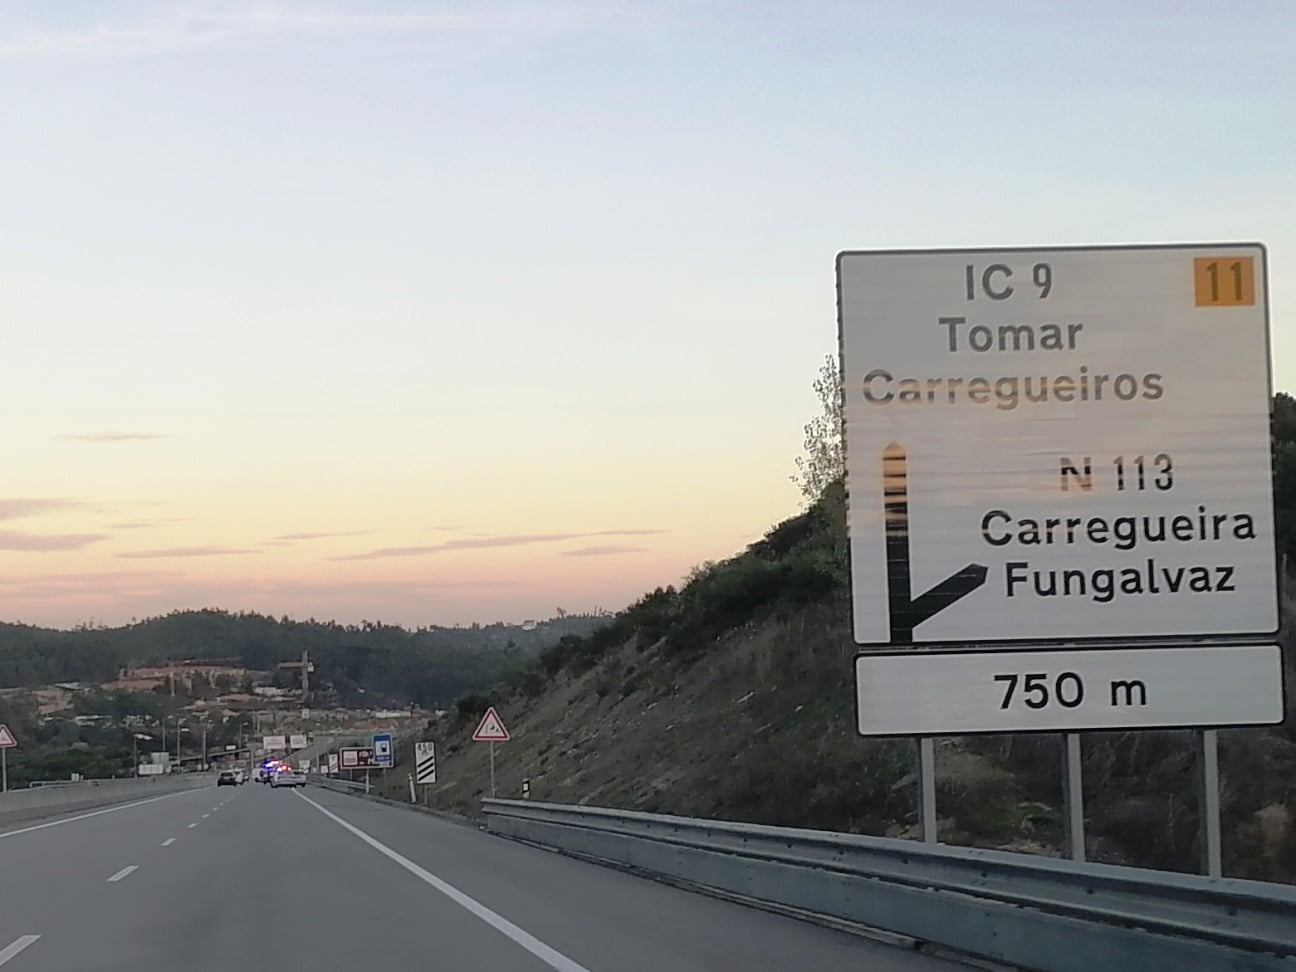 IC 9
11
Tomar
Carregueiros
N 113
Carregueira
Fungalvaz
750 m